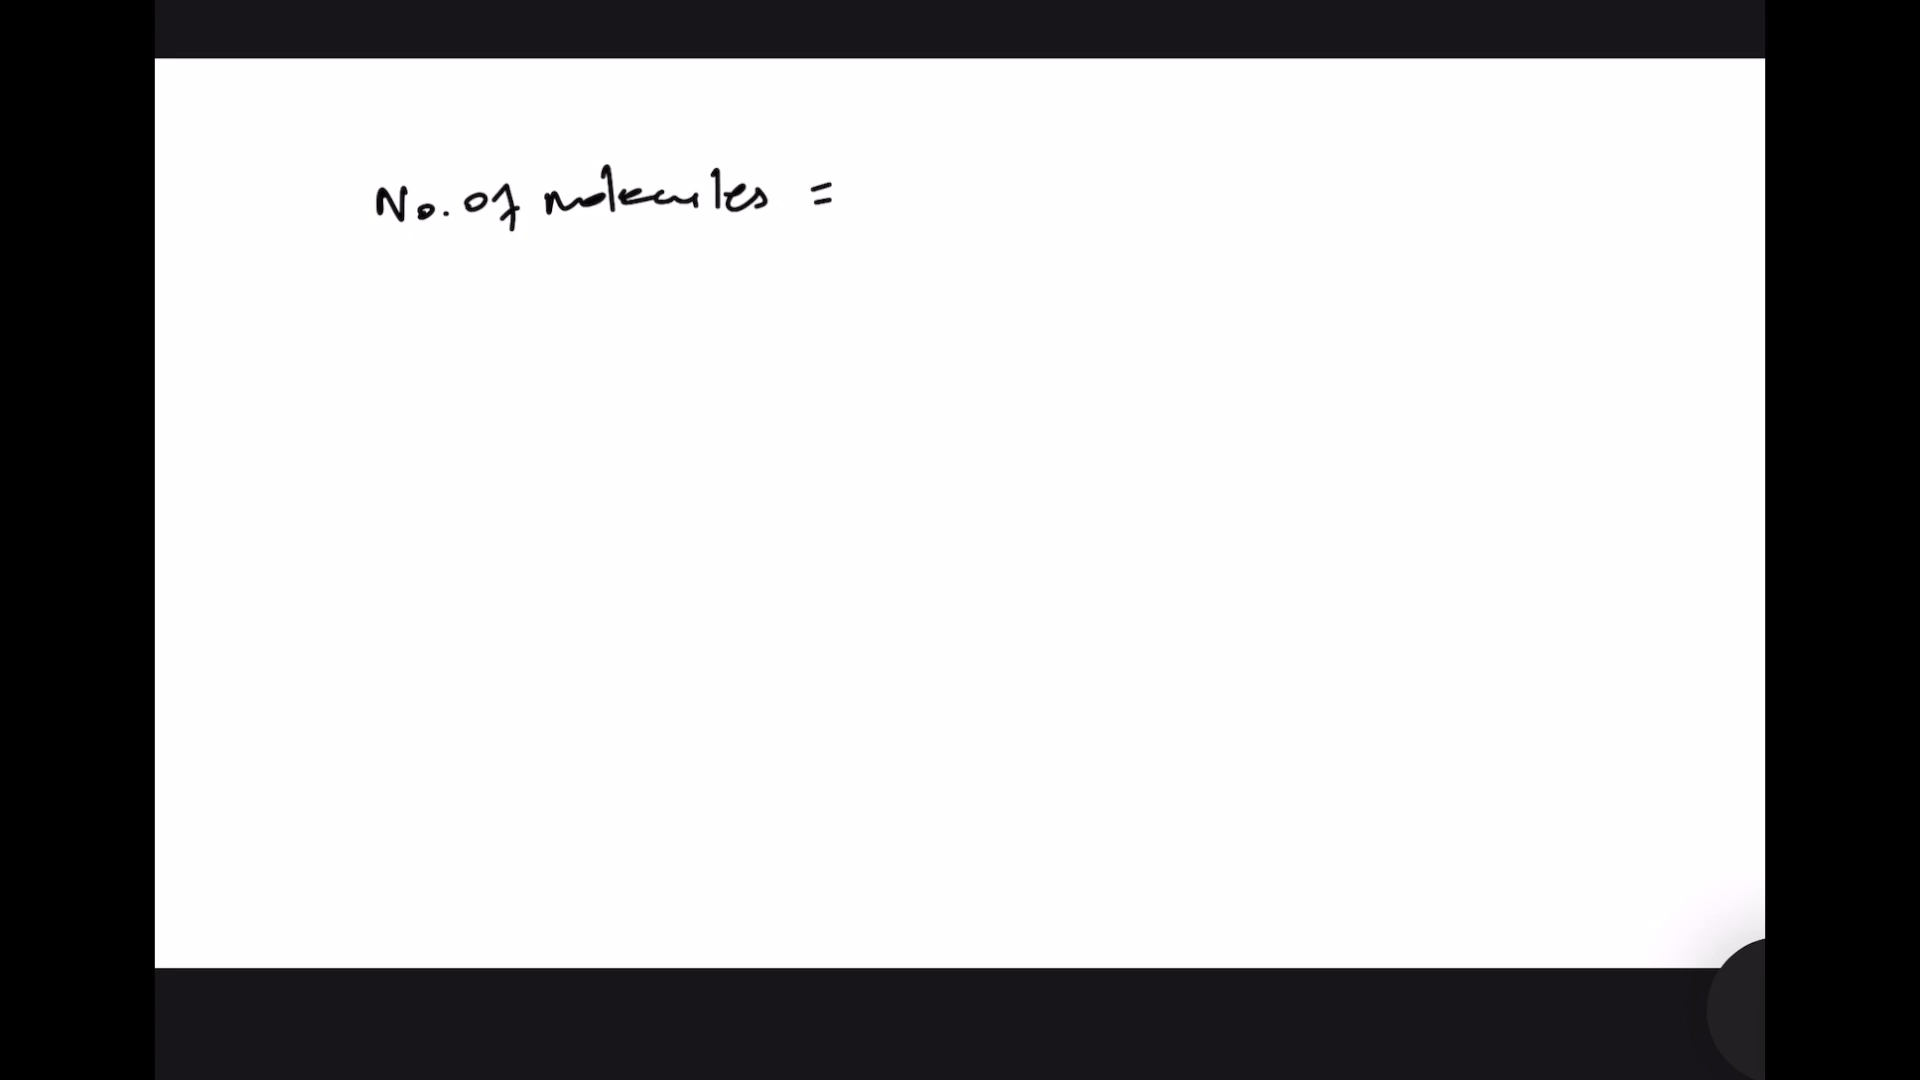 No. of molecules =